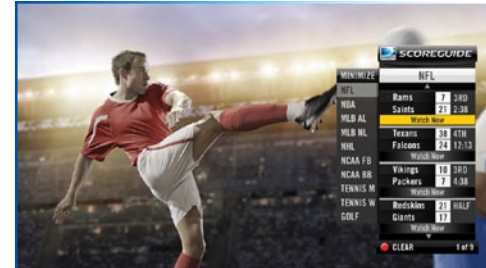 SCOREGUIDE
MINIMIZE
NFL
NBA
MLB AL
MLB NL
NHL
NCAA FB
NCAA BB
TENNIS M
TENNIS W
GOLF
NFL
Rams 7 3RD
Saints 21 2:38
Watch Now
Texans 38 4TH
Falcons 24 12:13
Watch Now
Vikings 10 3RD
Packers 7 4:38
Watch Now
Redskins 21 HALF
Giants 17
Watch Now
CLEAR 1 of 9